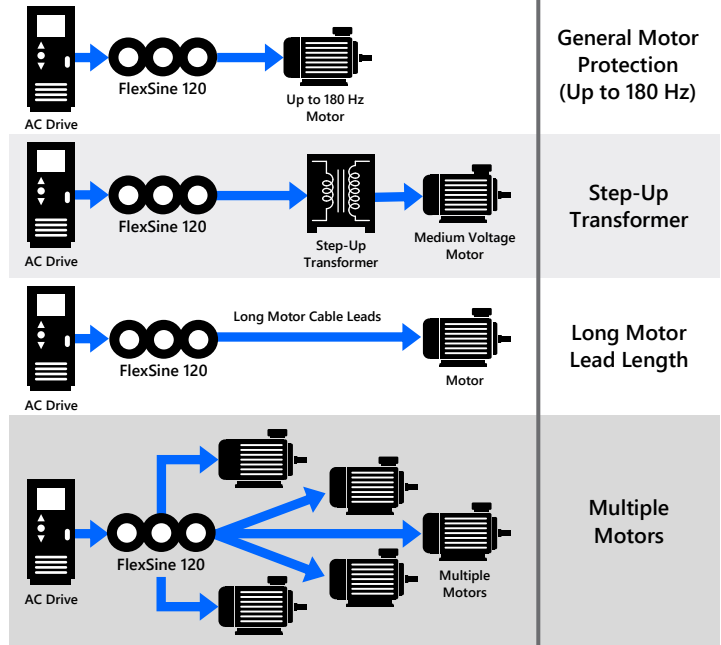 FlexSine 120
AC Drive
Up to 180 Hz
Motor
General Motor
Protection
(Up to 180 Hz)
FlexSine 120
AC Drive
Step-Up
Transformer
Medium Voltage
Motor
Step-Up
Transformer
Long Motor Cable Leads
FlexSine 120
AC Drive
Motor
Long Motor
Lead Length
FlexSine 120
AC Drive
Multiple
Motors
Multiple
Motors